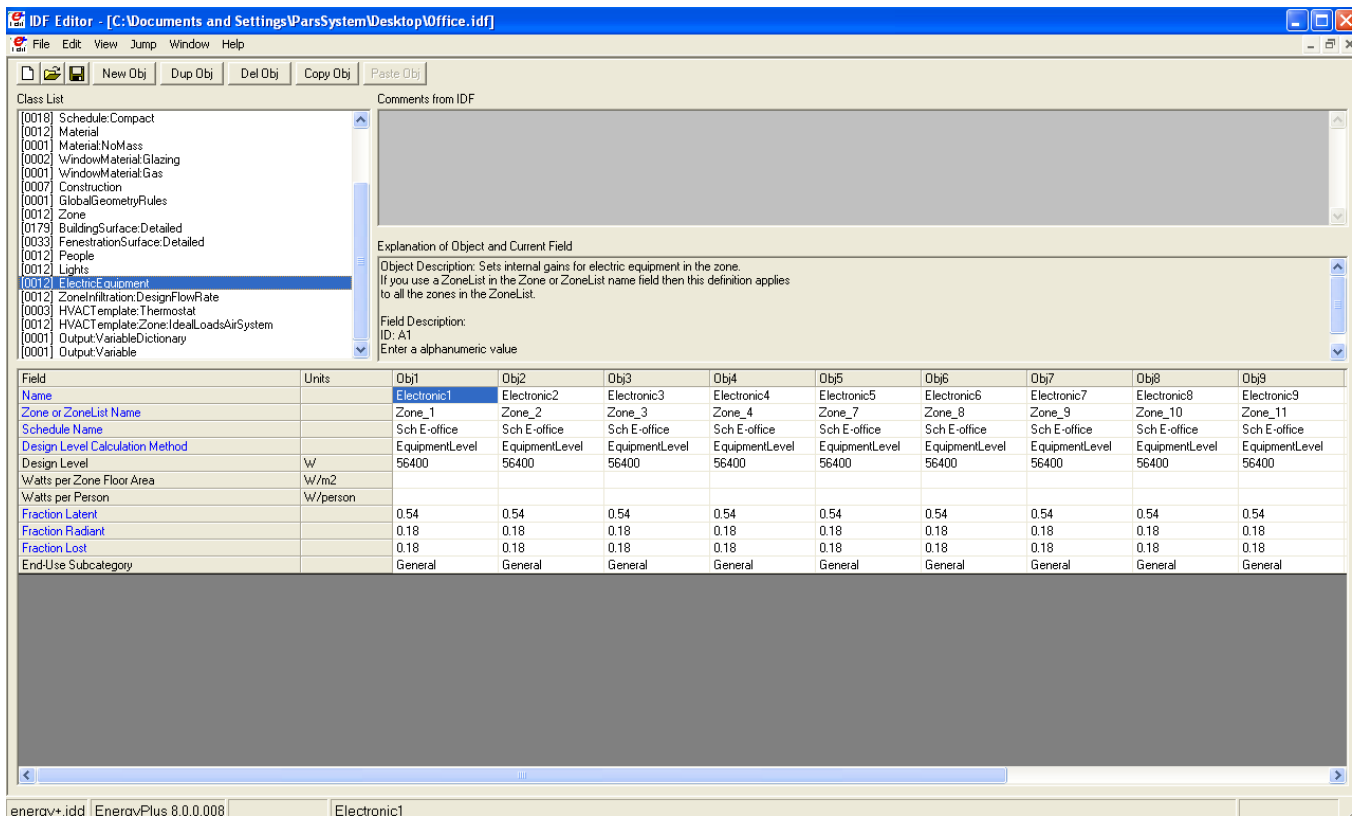 IDF Editor - [C:\Documents and Settings\ParsSystem\Desktop\Office.idf]
File Edit View Jump Window Help
New Obj Dup Obj Del Obj Copy Obj Paste Obj
Class List
[0018] Schedule:Compact
[0012] Material
[0001] Material:NoMass
[0002] WindowMaterial:Glazing
[0001] WindowMaterial:Gas
[0007] Construction
[0001] GlobalGeometryRules
[0012] Zone
[0179] BuildingSurface:Detailed
[0033] FenestrationSurface:Detailed
[0012] People
[0012] Lights
[0012] ElectricEquipment
[0012] ZoneInfiltration:DesignFlowRate
[0003] HVACTemplate:Thermostat
[0012] HVACTemplate:Zone:IdealLoadsAirSystem
[0001] Output:VariableDictionary
[0001] Output:Variable
Comments from IDF
Explanation of Object and Current Field
Object Description: Sets internal gains for electric equipment in the zone.
If you use a ZoneList in the Zone or ZoneList name field then this definition applies
to all the zones in the ZoneList.
Field Description:
ID: A1
Enter a alphanumeric value
Field Units Obj1 Obj2 Obj3 Obj4 Obj5 Obj6 Obj7 Obj8 Obj9
Name Electronic1 Electronic2 Electronic3 Electronic4 Electronic5 Electronic6 Electronic7 Electronic8 Electronic9
Zone or ZoneList Name Zone_1 Zone_2 Zone_3 Zone_4 Zone_7 Zone_8 Zone_9 Zone_10 Zone_11
Schedule Name Sch E-office Sch E-office Sch E-office Sch E-office Sch E-office Sch E-office Sch E-office Sch E-office Sch E-office
Design Level Calculation Method EquipmentLevel EquipmentLevel EquipmentLevel EquipmentLevel EquipmentLevel EquipmentLevel EquipmentLevel EquipmentLevel EquipmentLevel
Design Level W 56400 56400 56400 56400 56400 56400 56400 56400 56400
Watts per Zone Floor Area W/m2
Watts per Person W/person
Fraction Latent 0.54 0.54 0.54 0.54 0.54 0.54 0.54 0.54 0.54
Fraction Radiant 0.18 0.18 0.18 0.18 0.18 0.18 0.18 0.18 0.18
Fraction Lost 0.18 0.18 0.18 0.18 0.18 0.18 0.18 0.18 0.18
End-Use Subcategory General General General General General General General General General
energy+.idd EnergyPlus 8.0.0.008 Electronic1